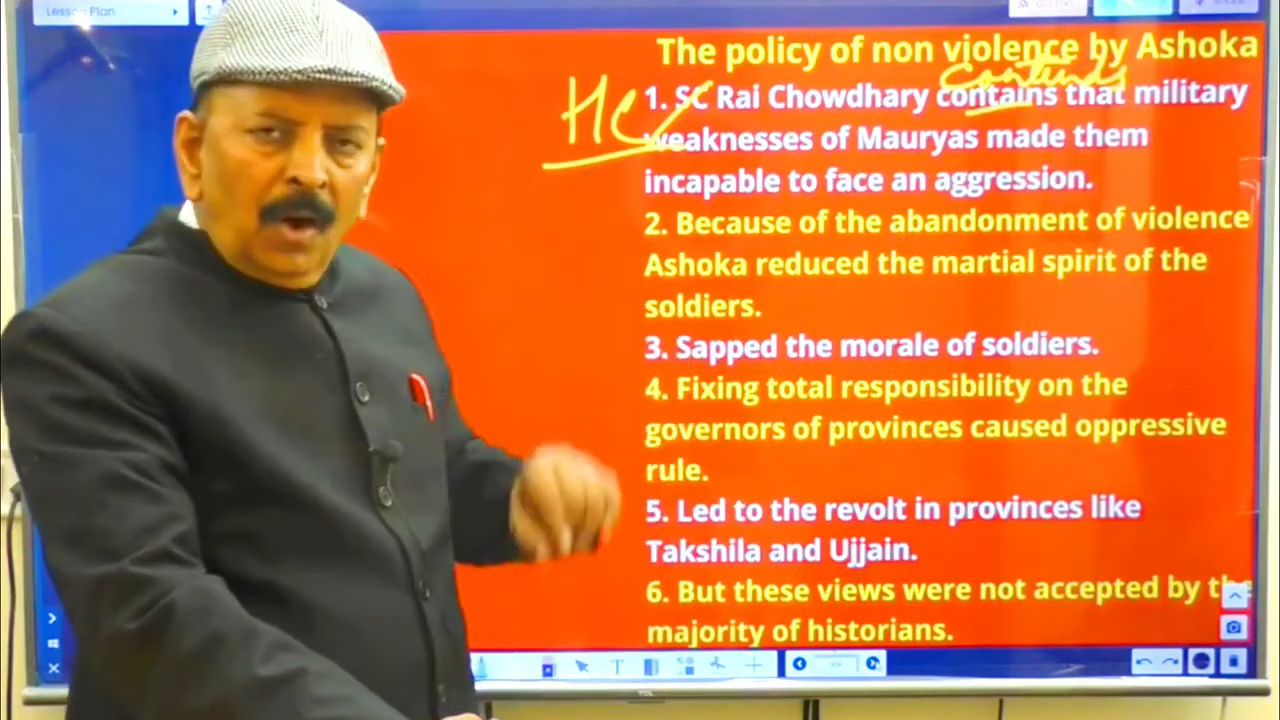 Lesson Plan
The policy of non violence by Ashoka
contends
HC
1. SC Rai Chowdhary contains that military
weaknesses of Mauryas made them
incapable to face an aggression.
2. Because of the abandonment of violence
Ashoka reduced the martial spirit of the
soldiers.
3. Sapped the morale of soldiers.
4. Fixing total responsibility on the
governors of provinces caused oppressive
rule.
5. Led to the revolt in provinces like
Takshila and Ujjain.
6. But these views were not accepted by the
majority of historians.
TCL